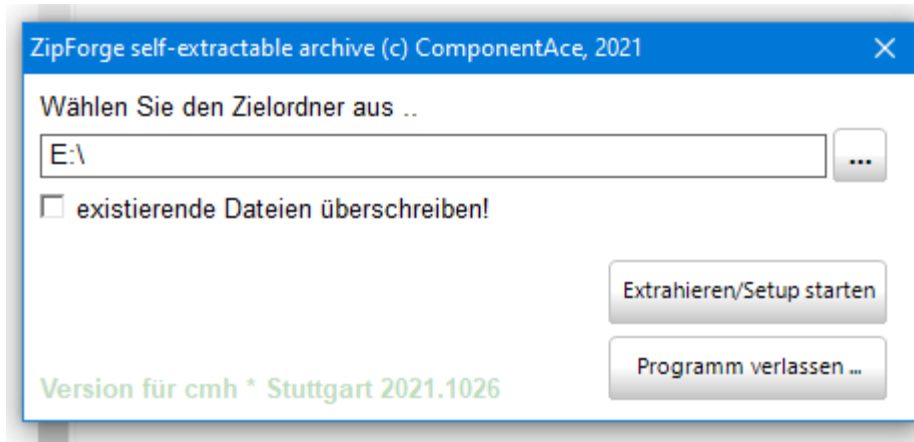 ZipForge self-extractable archive (c) ComponentAce, 2021
Wählen Sie den Zielordner aus ..
E:\
...
existierende Dateien überschreiben!
Extrahieren/Setup starten
Programm verlassen ...
Version für cmh * Stuttgart 2021.1026